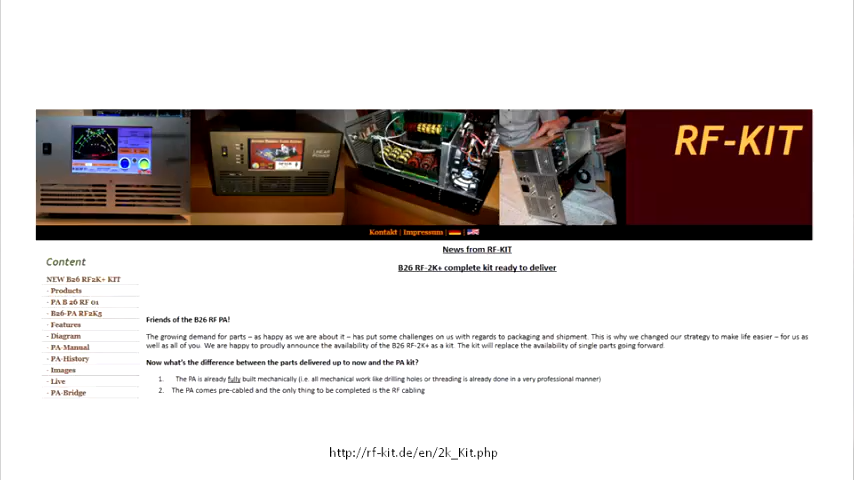 RF-KIT
Kontakt | Impressum | |
News from RF-KIT
B26 RF-2K+ complete kit ready to deliver
Content
NEW B26 RF2K+ KIT
- Products
- PA B 26 RF 01
- B26-PA RF2K5
- Features
- Diagram
- PA-Manual
- PA-History
- Images
- Live
- PA-Bridge
Friends of the B26 RF PA!
The growing demand for parts – as happy as we are about it – has put some challenges on us with regards to packaging and shipment. This is why we changed our strategy to make life easier – for us as
well as all of you. We are happy to proudly announce the availability of the B26 RF-2K+ as a kit. The kit will replace the availability of single parts going forward.
Now what's the difference between the parts delivered up to now and the PA kit?
1. The PA is already fully built mechanically (i.e. all mechanical work like drilling holes or threading is already done in a very professional manner)
2. The PA comes pre-cabled and the only thing to be completed is the RF cabling
http://rf-kit.de/en/2k_Kit.php